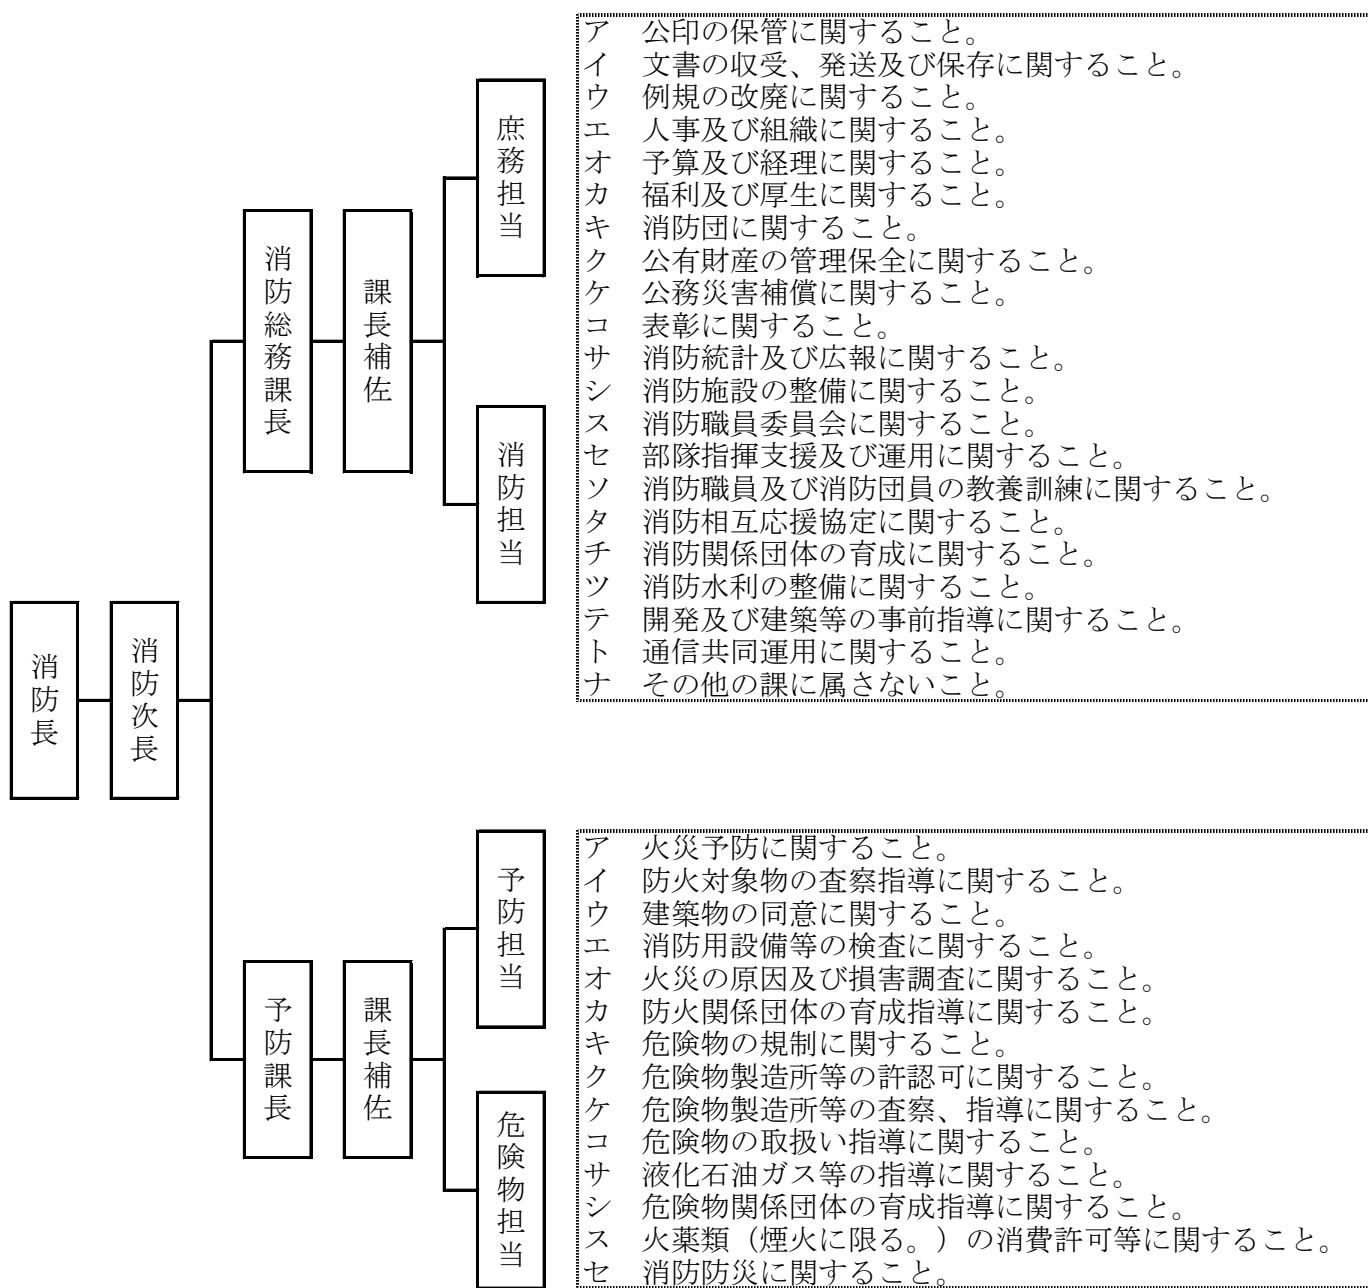 消防長
消防次長
消防総務課長
課長補佐
庶務担当
消防担当
ア　公印の保管に関すること。
イ　文書の収受、発送及び保存に関すること。
ウ　例規の改廃に関すること。
エ　人事及び組織に関すること。
オ　予算及び経理に関すること。
カ　福利及び厚生に関すること。
キ　消防団に関すること。
ク　公有財産の管理保全に関すること。
ケ　公務災害補償に関すること。
コ　表彰に関すること。
サ　消防統計及び広報に関すること。
シ　消防施設の整備に関すること。
ス　消防職員委員会に関すること。
セ　部隊指揮支援及び運用に関すること。
ソ　消防職員及び消防団員の教養訓練に関すること。
タ　消防相互応援協定に関すること。
チ　消防関係団体の育成に関すること。
ツ　消防水利の整備に関すること。
テ　開発及び建築等の事前指導に関すること。
ト　通信共同運用に関すること。
ナ　その他の課に属さないこと。
予防課長
課長補佐
予防担当
危険物担当
ア　火災予防に関すること。
イ　防火対象物の査察指導に関すること。
ウ　建築物の同意に関すること。
エ　消防用設備等の検査に関すること。
オ　火災の原因及び損害調査に関すること。
カ　防火関係団体の育成指導に関すること。
キ　危険物の規制に関すること。
ク　危険物製造所等の許認可に関すること。
ケ　危険物製造所等の査察、指導に関すること。
コ　危険物の取扱い指導に関すること。
サ　液化石油ガス等の指導に関すること。
シ　危険物関係団体の育成指導に関すること。
ス　火薬類（煙火に限る。）の消費許可等に関すること。
セ　消防防災に関すること。